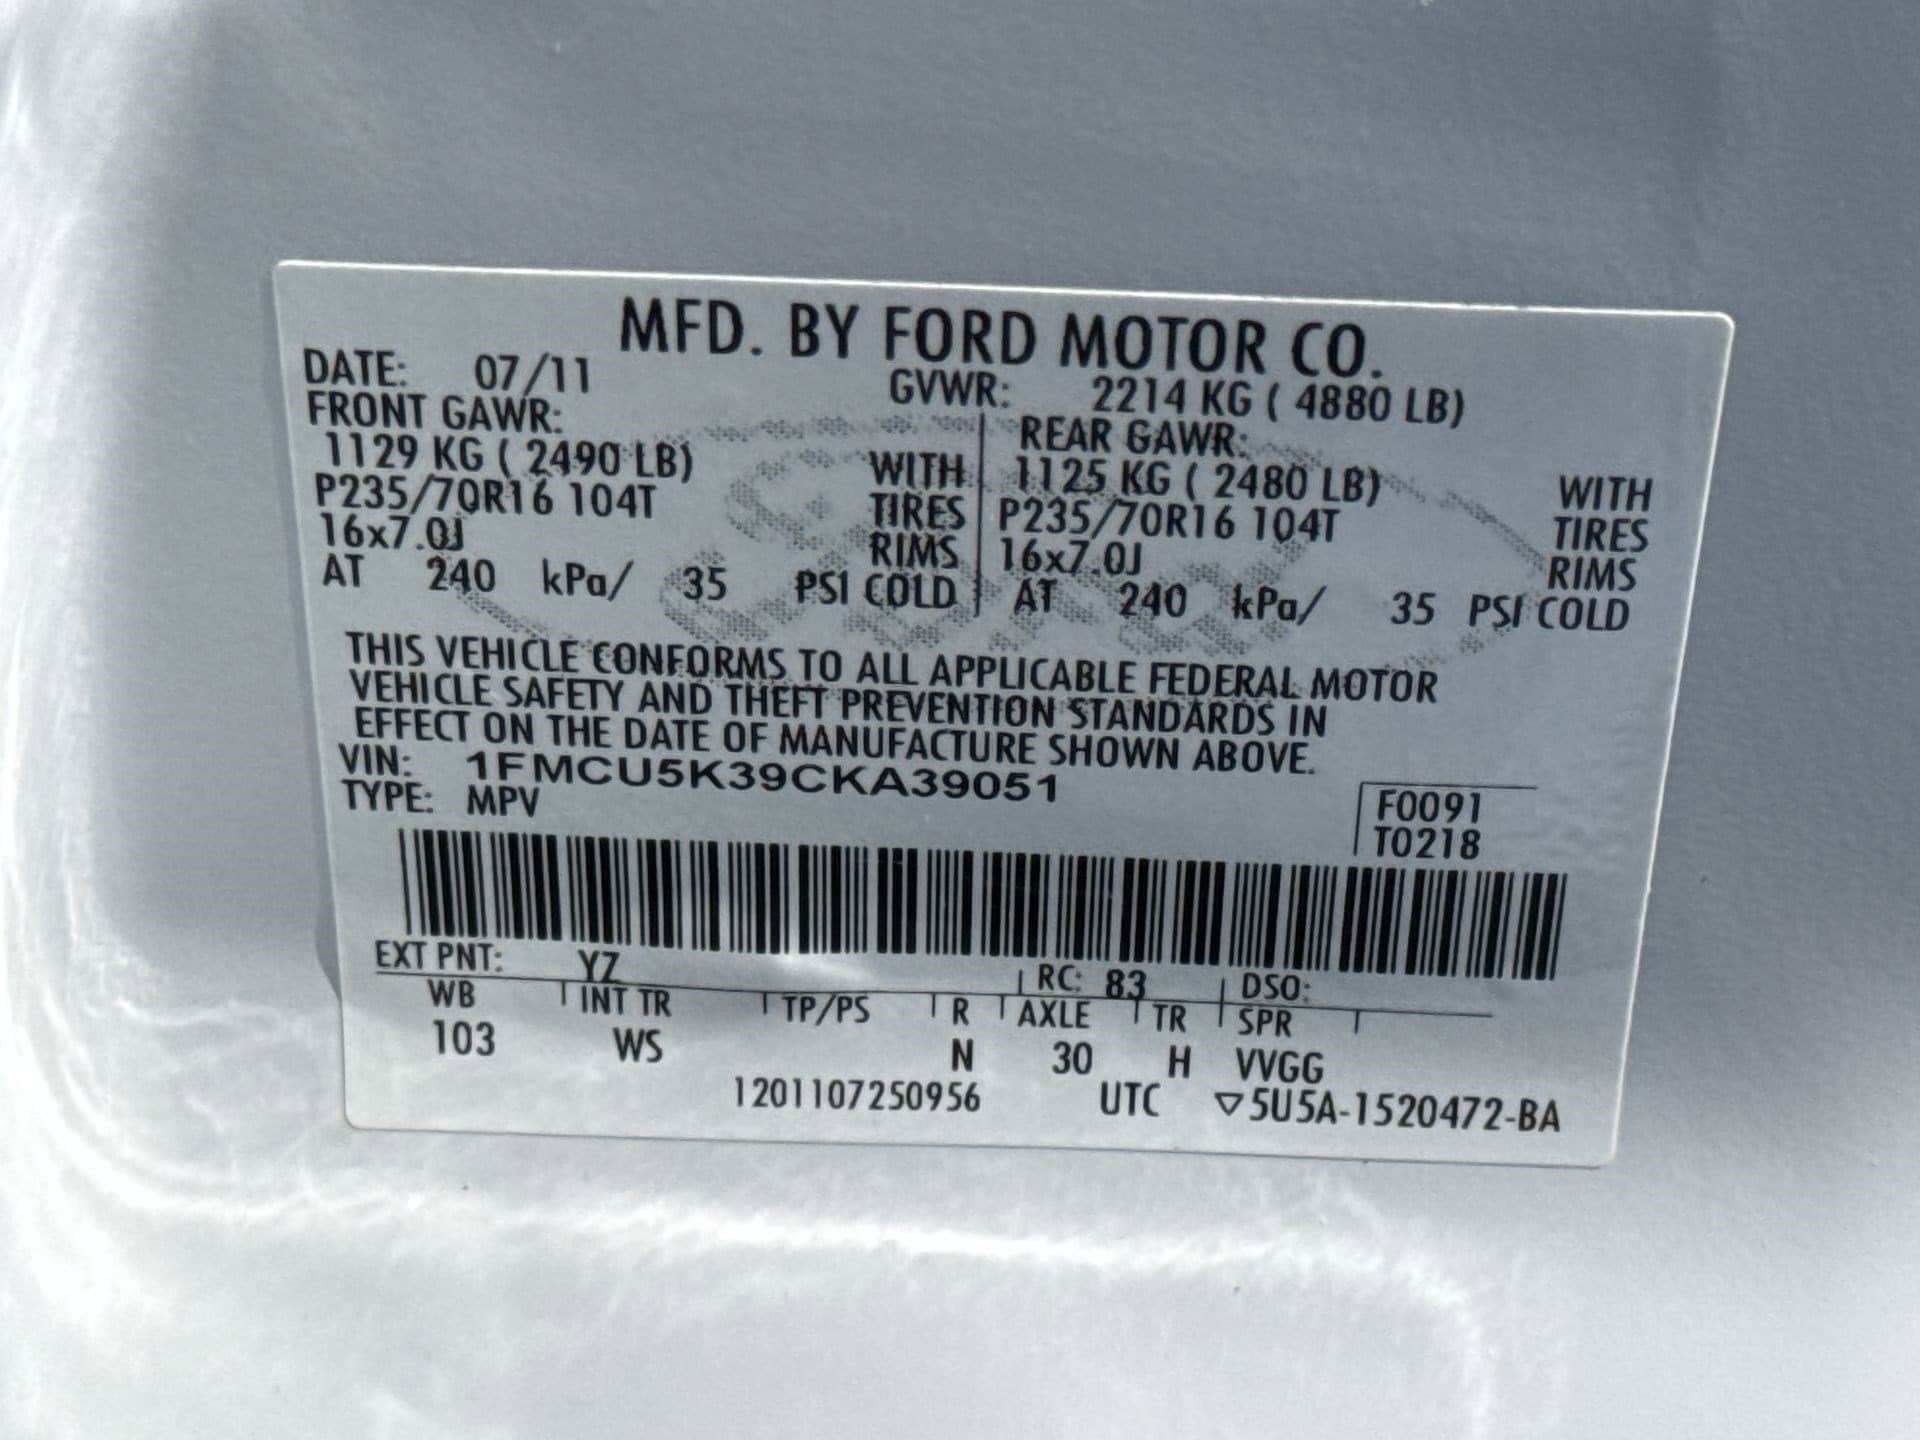 MFD. BY FORD MOTOR CO.
DATE: 07/11 GVWR: 2214 KG ( 4880 LB)
FRONT GAWR: REAR GAWR:
1129 KG ( 2490 LB) WITH 1125 KG ( 2480 LB) WITH
P235/70R16 104T TIRES P235/70R16 104T TIRES
16x7.0J RIMS 16x7.0J RIMS
AT 240 kPa/ 35 PSI COLD AT 240 kPa/ 35 PSI COLD
THIS VEHICLE CONFORMS TO ALL APPLICABLE FEDERAL MOTOR
VEHICLE SAFETY AND THEFT PREVENTION STANDARDS IN
EFFECT ON THE DATE OF MANUFACTURE SHOWN ABOVE.
VIN: 1FMCU5K39CKA39051
TYPE: MPV F0091
T0218
EXT PNT: YZ RC: 83 DSO:
WB INT TR TP/PS R AXLE TR SPR
103 WS N 30 H VVGG
1201107250956 UTC ▽5U5A-1520472-BA